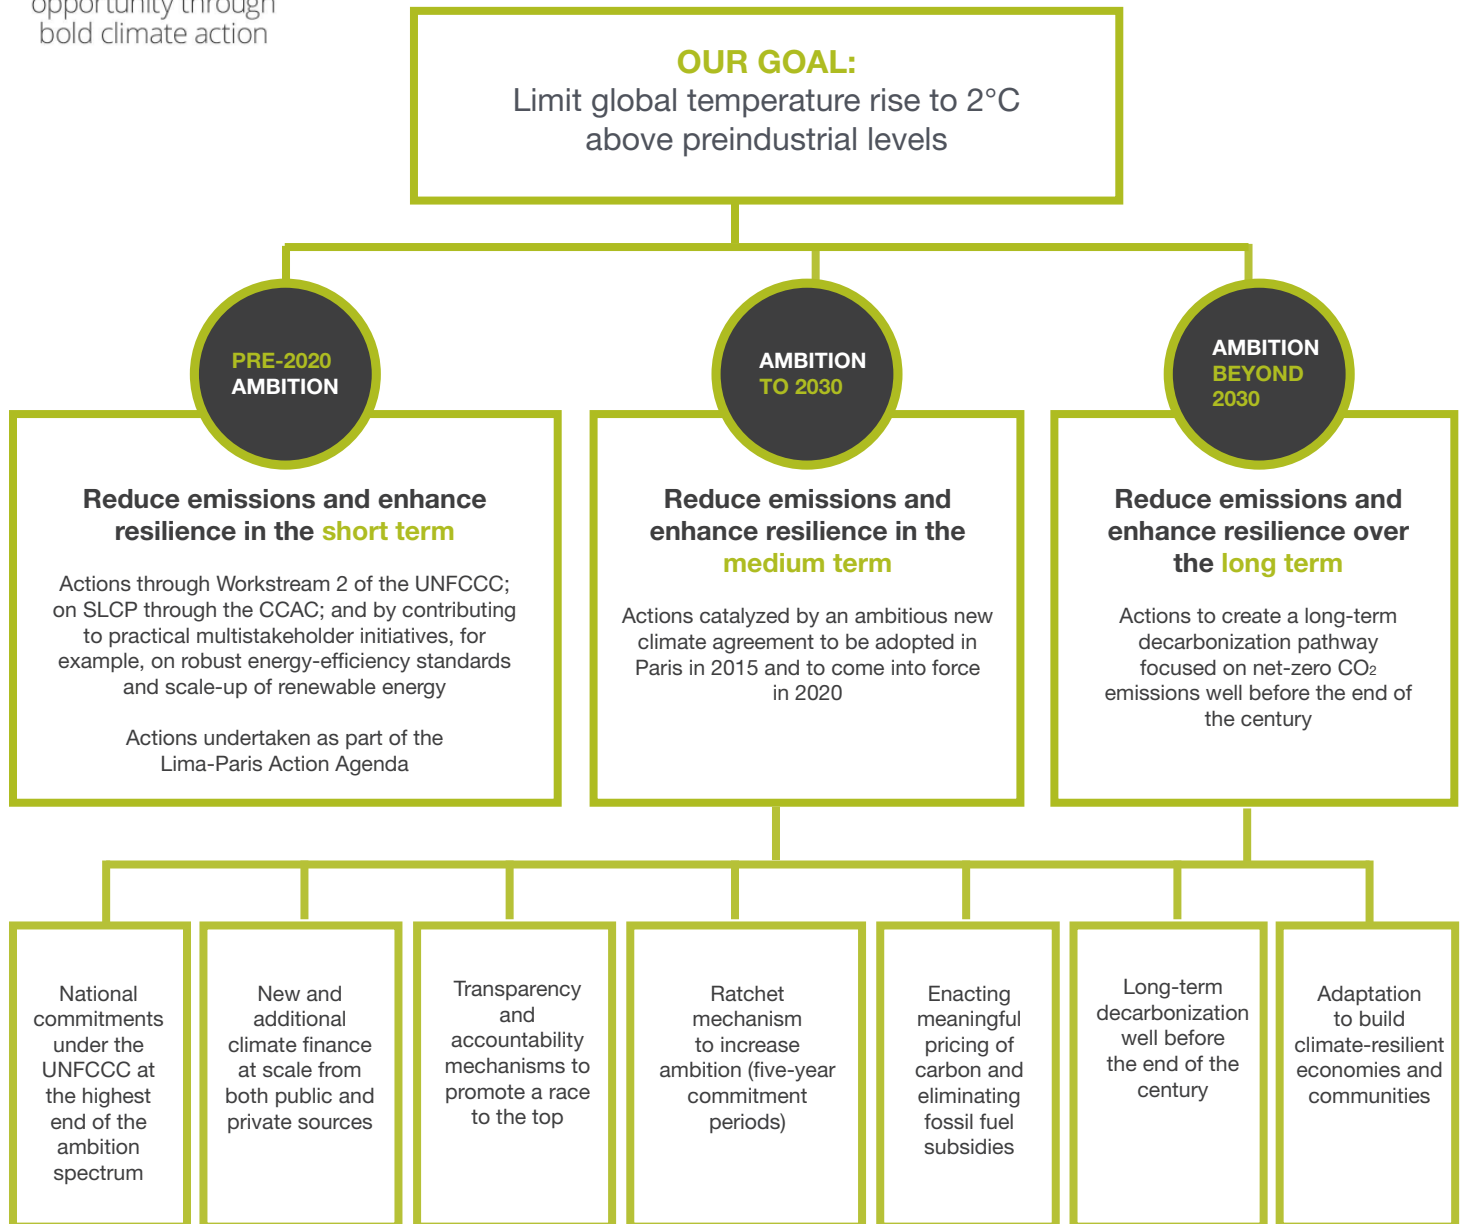 opportunity through
bold climate action
OUR GOAL:
Limit global temperature rise to 2°C
above preindustrial levels
PRE-2020
AMBITION
Reduce emissions and enhance
resilience in the short term
Actions through Workstream 2 of the UNFCCC;
on SLCP through the CCAC; and by contributing
to practical multistakeholder initiatives, for
example, on robust energy-efficiency standards
and scale-up of renewable energy
Actions undertaken as part of the
Lima-Paris Action Agenda
AMBITION
TO 2030
Reduce emissions and
enhance resilience in the
medium term
Actions catalyzed by an ambitious new
climate agreement to be adopted in
Paris in 2015 and to come into force
in 2020
AMBITION
BEYOND
2030
Reduce emissions and
enhance resilience over
the long term
Actions to create a long-term
decarbonization pathway
focused on net-zero CO₂
emissions well before the end of
the century
National
commitments
under the
UNFCCC at
the highest
end of the
ambition
spectrum
New and
additional
climate finance
at scale from
both public and
private sources
Transparency
and
accountability
mechanisms to
promote a race
to the top
Ratchet
mechanism
to increase
ambition (five-year
commitment
periods)
Enacting
meaningful
pricing of
carbon and
eliminating
fossil fuel
subsidies
Long-term
decarbonization
well before
the end of the
century
Adaptation
to build
climate-resilient
economies and
communities